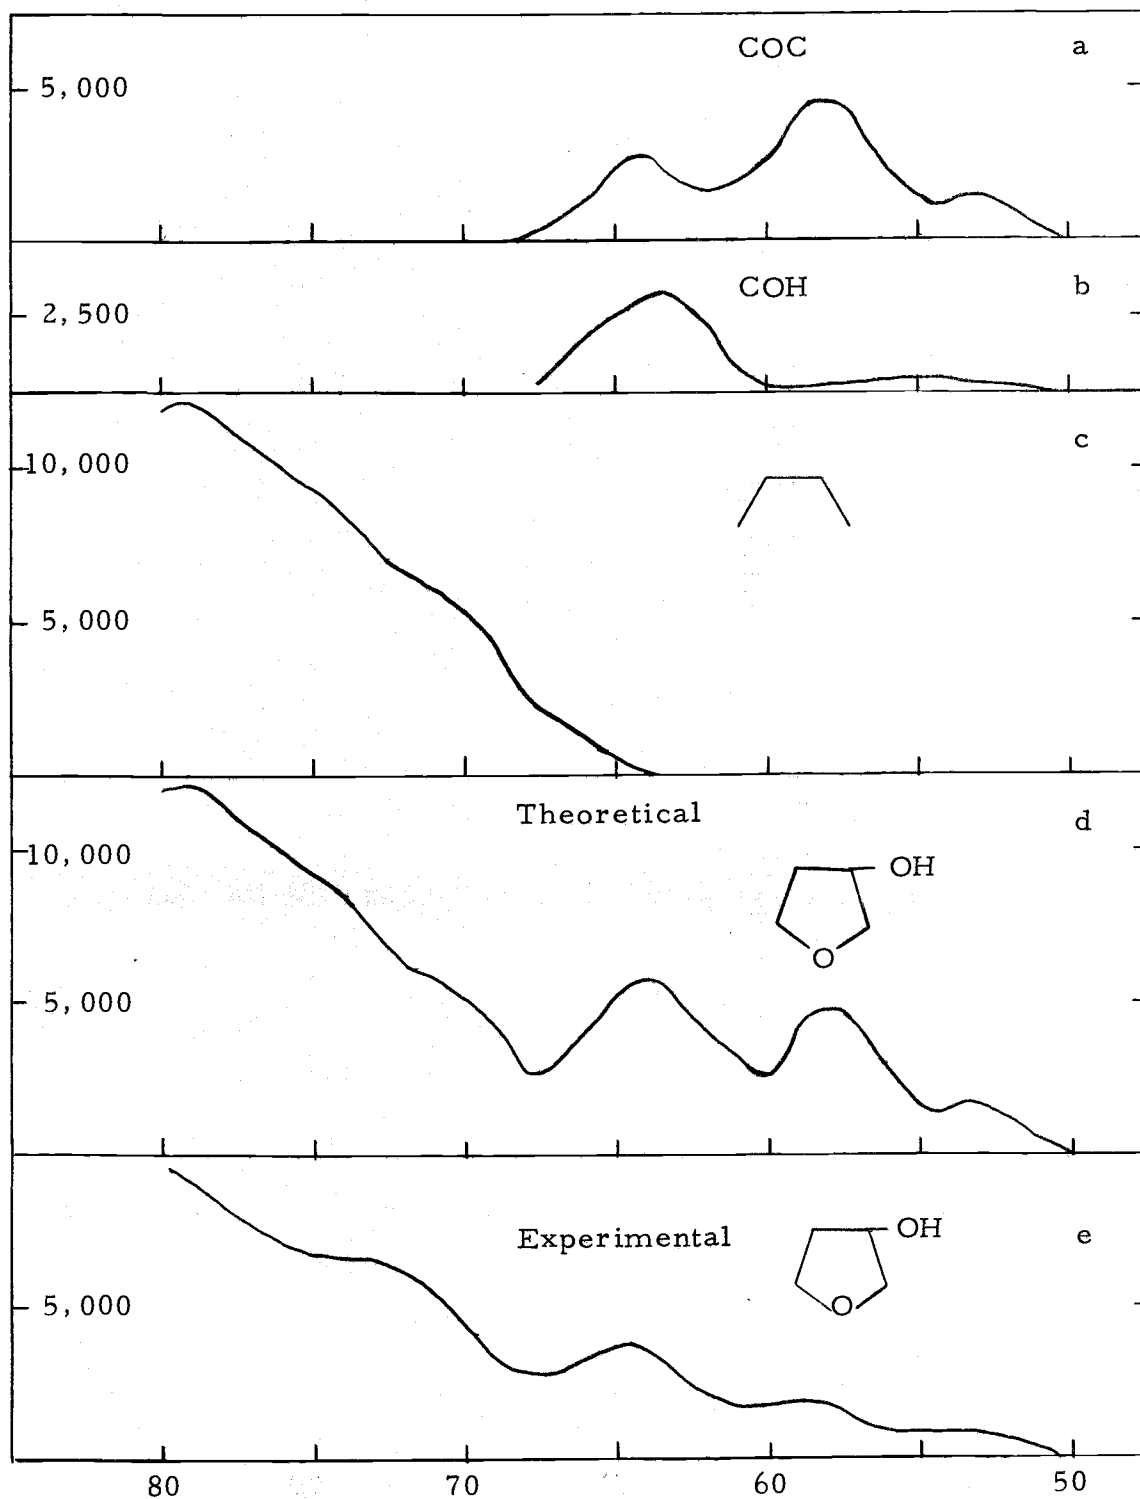 COC a
5,000
COH b
2,500
c
10,000
5,000
Theoretical d
10,000
OH
O
5,000
Experimental OH e
5,000
O
80 70 60 50